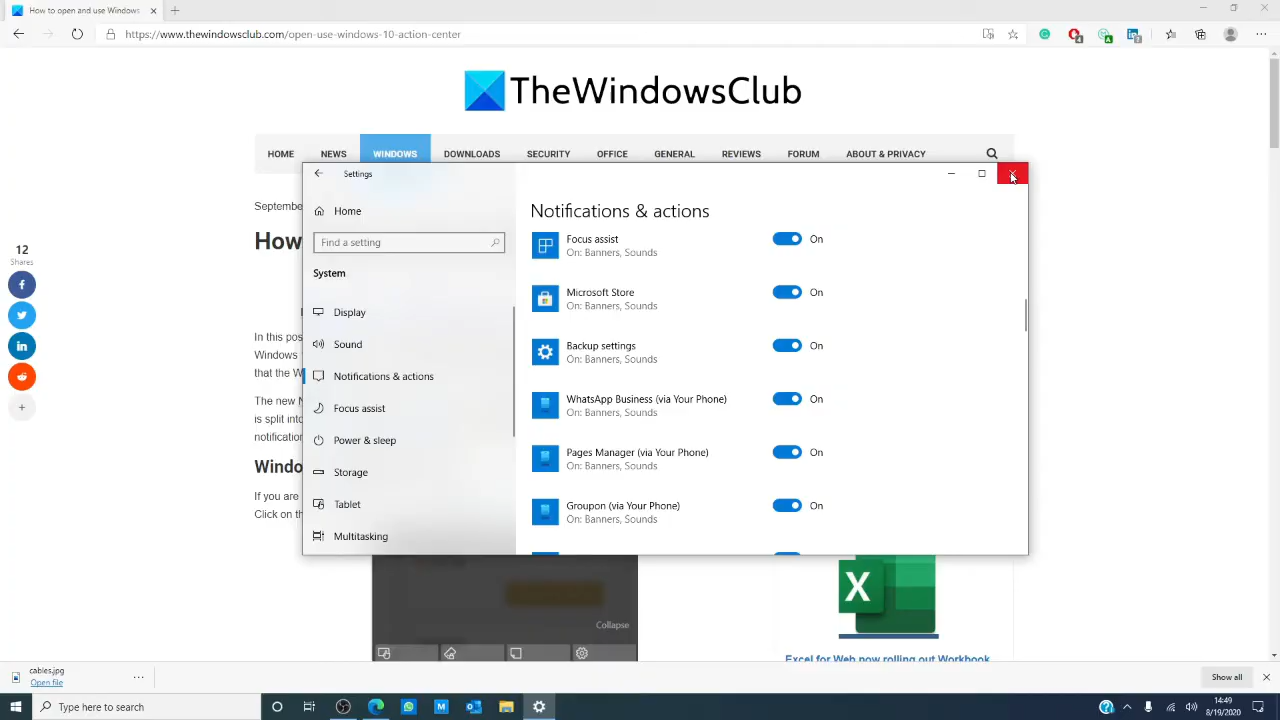 How to open and use Windows
https://www.thewindowsclub.com/open-use-windows-10-action-center
TheWindowsClub
HOME NEWS WINDOWS DOWNLOADS SECURITY OFFICE GENERAL REVIEWS FORUM ABOUT & PRIVACY
Septem
12
Shares
How
In this pos
Windows
that the W
The new N
is split into
notification
Windo
If you are
Click on th
Settings
Home
Find a setting
System
Display
Sound
Notifications & actions
Focus assist
Power & sleep
Storage
Tablet
Multitasking
Notifications & actions
Focus assist
On: Banners, Sounds
On
Microsoft Store
On: Banners, Sounds
On
Backup settings
On: Banners, Sounds
On
WhatsApp Business (via Your Phone)
On: Banners, Sounds
On
Pages Manager (via Your Phone)
On: Banners, Sounds
On
Groupon (via Your Phone)
On: Banners, Sounds
On
Collapse
X
Excel for Web now rolling out Workbook
cables.jpg
Open file
Show all
Type here to search
14:49
8/19/2020